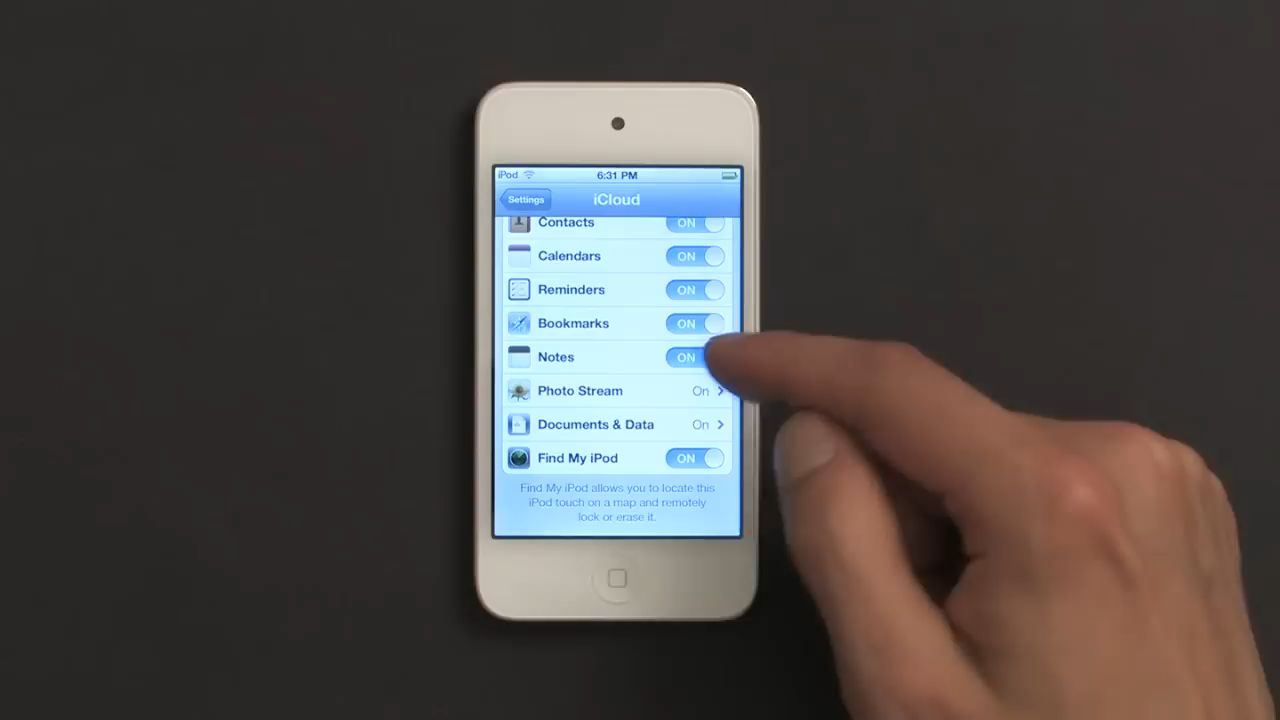 iPod 6:31 PM
Settings iCloud
Contacts ON
Calendars ON
Reminders ON
Bookmarks ON
Notes ON
Photo Stream On
Documents & Data On
Find My iPod ON
Find My iPod allows you to locate this
iPod touch on a map and remotely
lock or erase it.